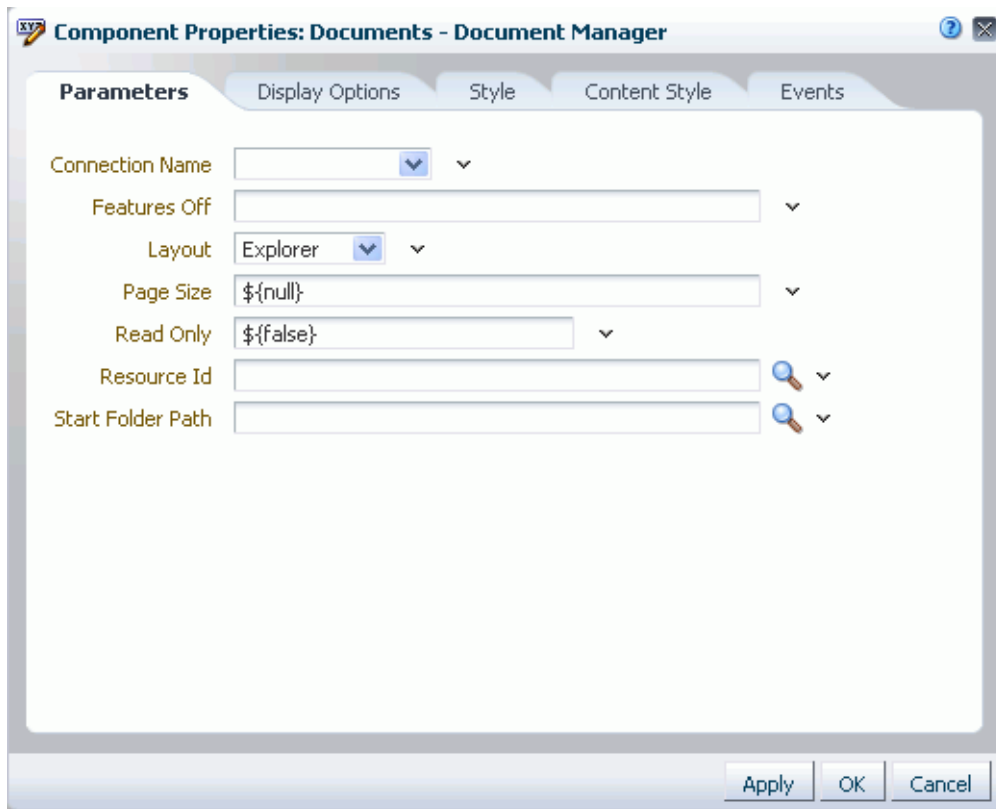 Component Properties: Documents - Document Manager
Parameters Display Options Style Content Style Events
Connection Name
Features Off
Layout Explorer
Page Size ${null}
Read Only ${false}
Resource Id
Start Folder Path
Apply OK Cancel